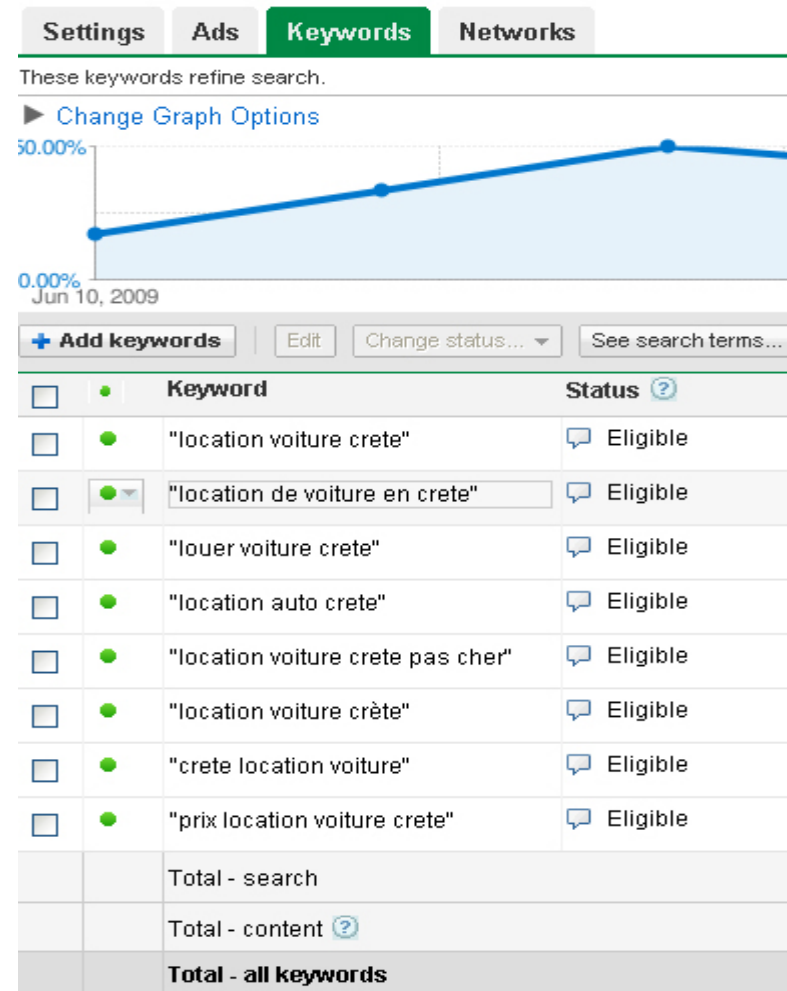 Settings Ads Keywords Networks
These keywords refine search.
Change Graph Options
50.00%
0.00%
Jun 10, 2009
+ Add keywords Edit Change status... See search terms...
Keyword Status ?
"location voiture crete" Eligible
"location de voiture en crete" Eligible
"louer voiture crete" Eligible
"location auto crete" Eligible
"location voiture crete pas cher" Eligible
"location voiture crète" Eligible
"crete location voiture" Eligible
"prix location voiture crete" Eligible
Total - search
Total - content ?
Total - all keywords